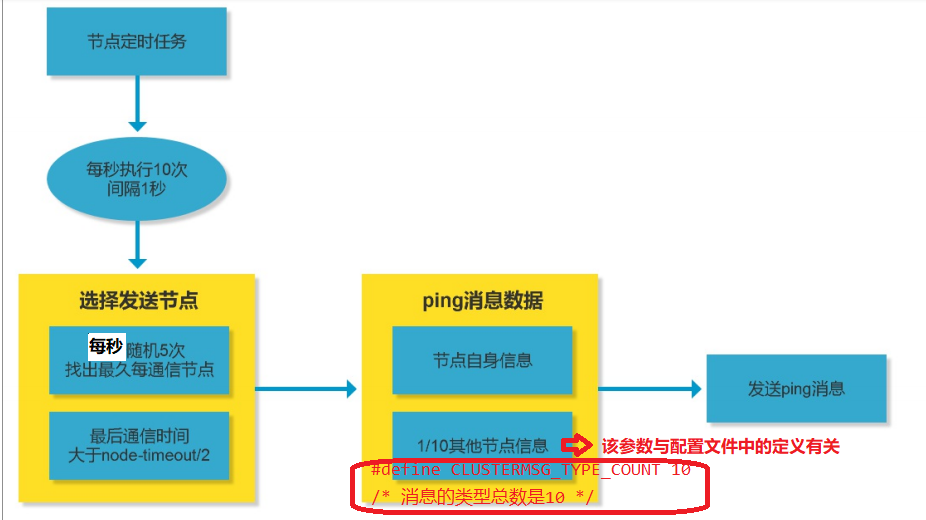 节点定时任务
每秒执行10次
间隔1秒
选择发送节点
每秒随机5次
找出最久每通信节点
最后通信时间
大于node-timeout/2
ping消息数据
节点自身信息
1/10其他节点信息
该参数与配置文件中的定义有关
#define CLUSTERMSG_TYPE_COUNT 10
/* 消息的类型总数是10 */
发送ping消息